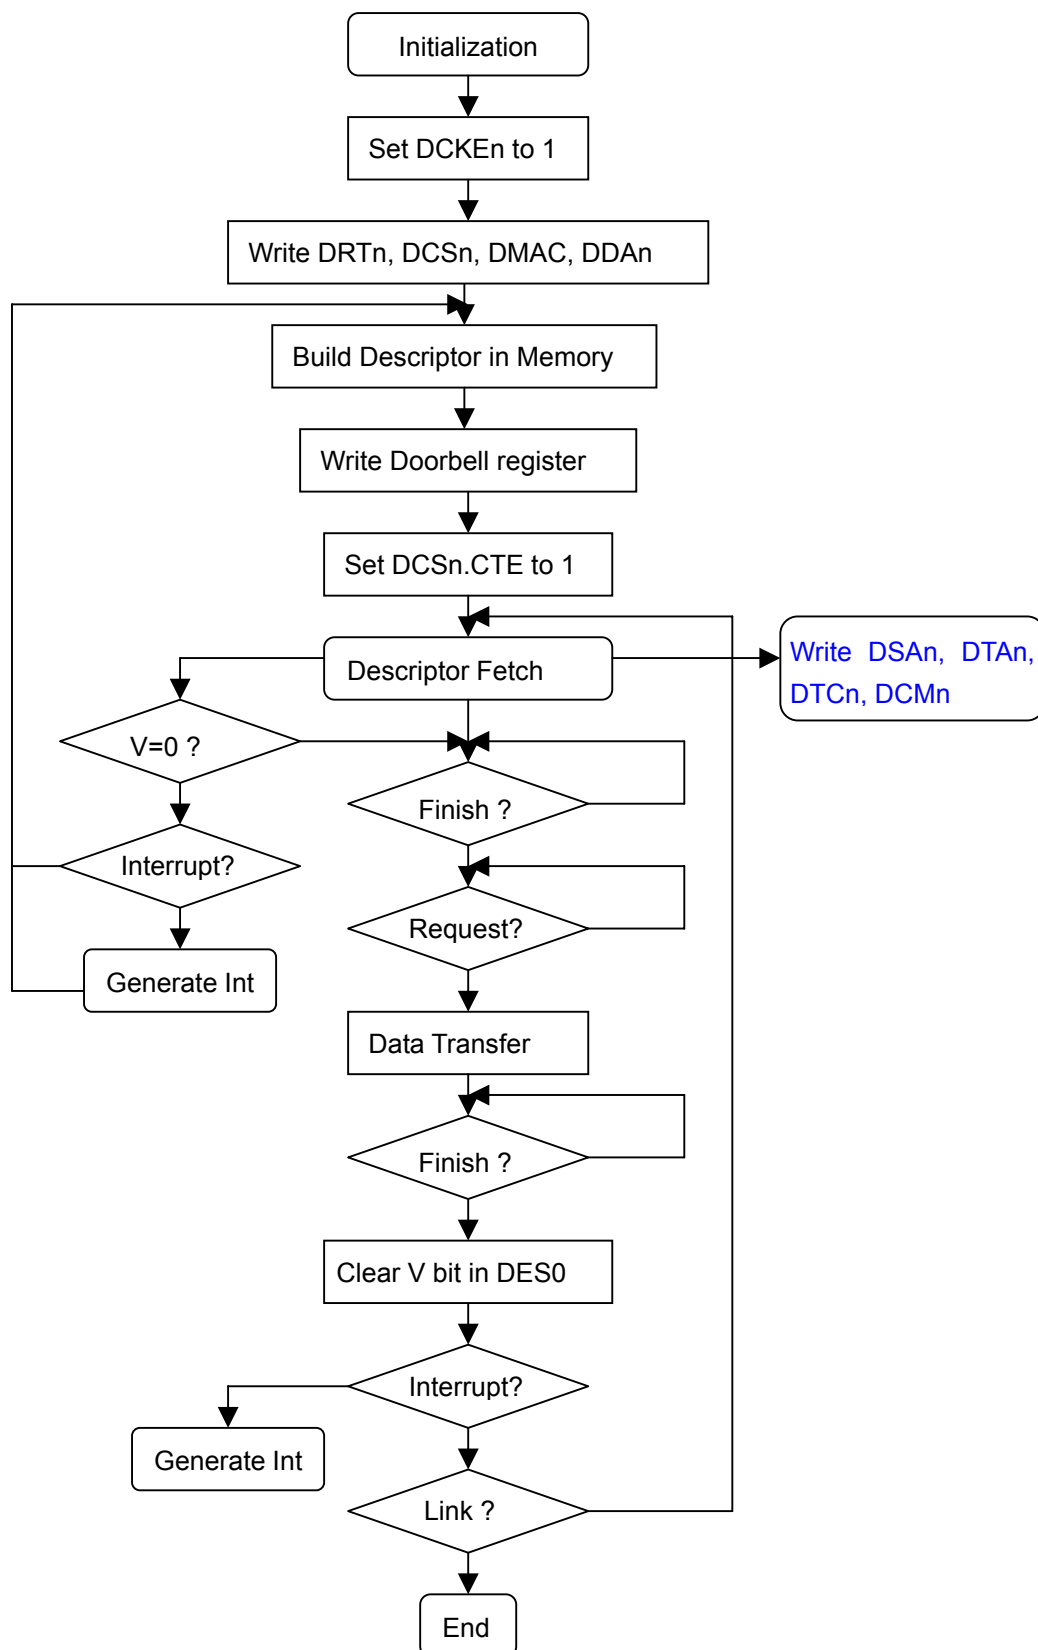 Initialization
Set DCKEn to 1
Write DRTn, DCSn, DMAC, DDAn
Build Descriptor in Memory
Write Doorbell register
Set DCSn.CTE to 1
Descriptor Fetch
Write DSAn, DTAn,
DTCn, DCMn
V=0 ?
Finish ?
Interrupt?
Request?
Generate Int
Data Transfer
Finish ?
Clear V bit in DES0
Interrupt?
Generate Int
Link ?
End